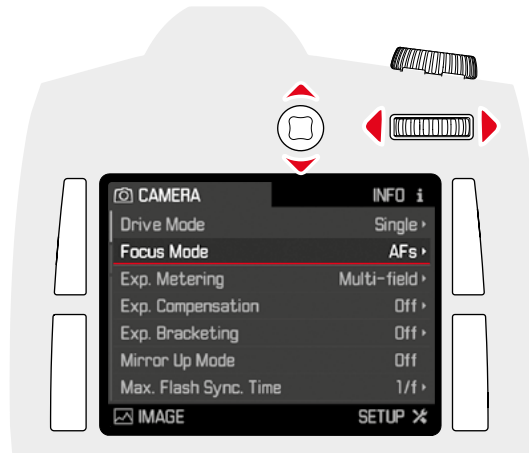 CAMERA INFO i
Drive Mode Single
Focus Mode AFs
Exp. Metering Multi-field
Exp. Compensation Off
Exp. Bracketing Off
Mirror Up Mode Off
Max. Flash Sync. Time 1/f
IMAGE SETUP